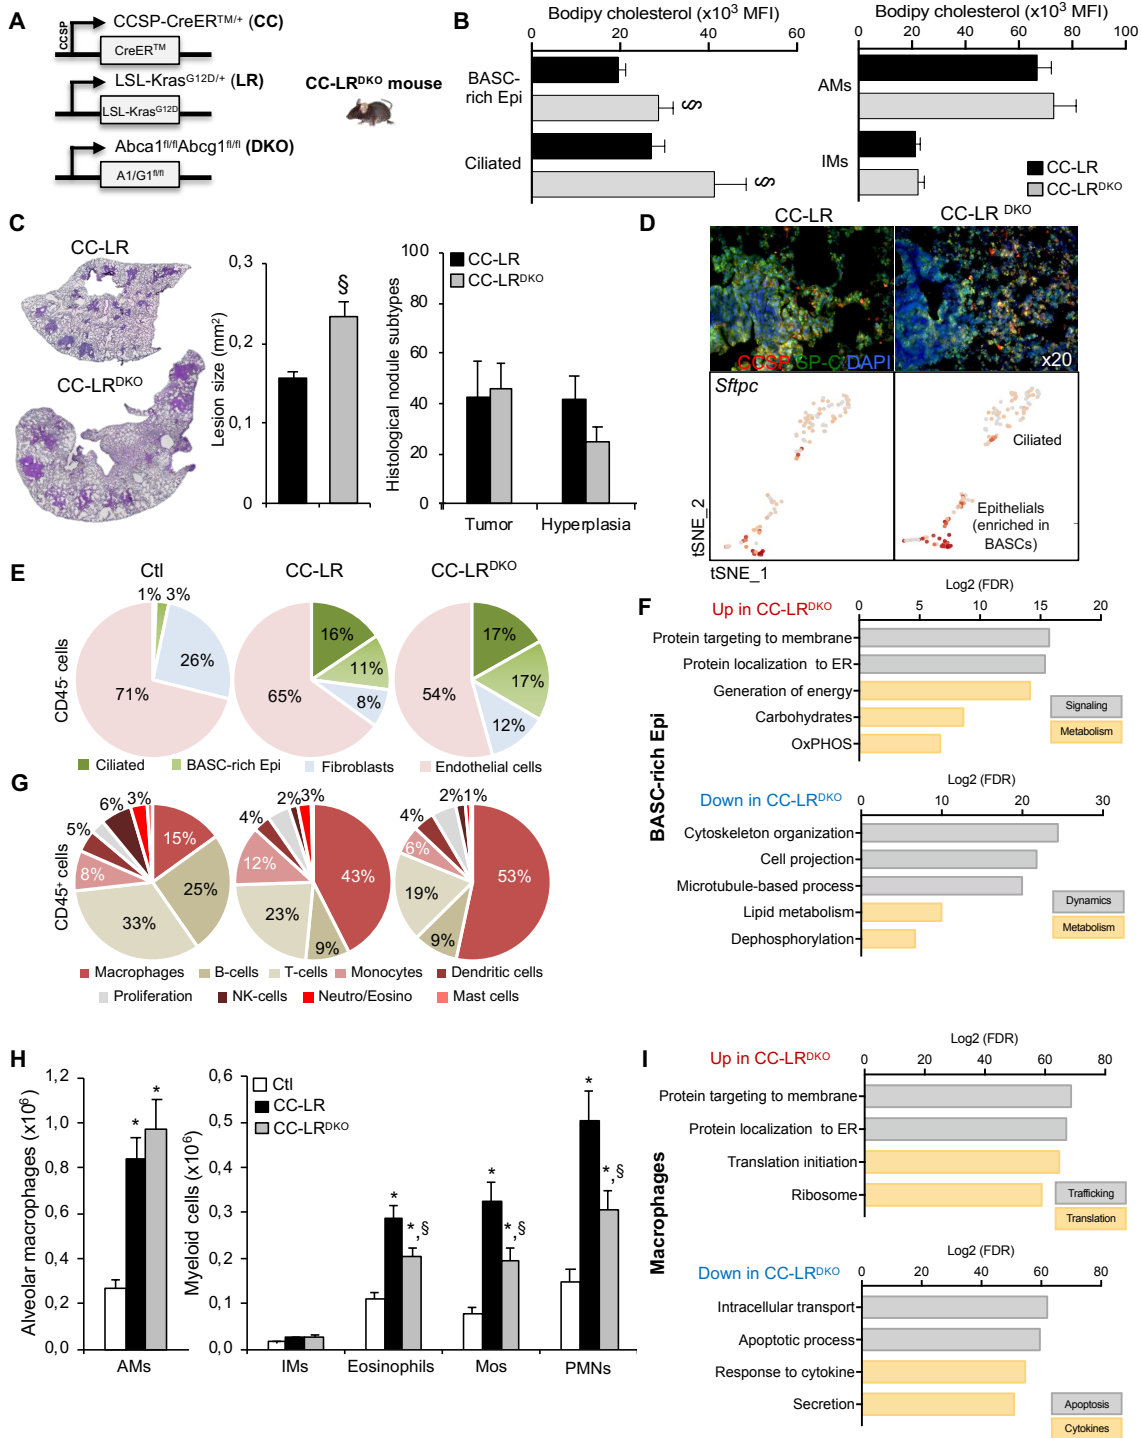 A
CCSP
CCSP-CreERTM/+ (CC)
CreERTM
LSL-KrasG12D/+ (LR)
LSL-KrasG12D
Abca1fl/flAbcg1fl/fl (DKO)
A1/G1fl/fl
CC-LRDKO mouse
B
Bodipy cholesterol (x103 MFI)
0 20 40 60
BASC-
rich Epi
§
Ciliated
§
Bodipy cholesterol (x103 MFI)
0 20 40 60 80 100
AMs
IMs
CC-LR
CC-LRDKO
C
CC-LR
CC-LRDKO
Lesion size (mm2)
0,3
0,2
0,1
0
§
Histological nodule subtypes
100
80
60
40
20
0
CC-LR
CC-LRDKO
Tumor Hyperplasia
D
CC-LR CC-LR DKO
CCSP SP-C DAPI
x20
Sftpc
Ciliated
Epithelials
(enriched in
BASCs)
tSNE_2
tSNE_1
E
Ctl CC-LR CC-LRDKO
CD45- cells
1% 3%
26%
71%
16%
11%
8%
65%
17%
17%
12%
54%
Ciliated BASC-rich Epi Fibroblasts Endothelial cells
F
BASC-rich Epi
Log2 (FDR)
Up in CC-LRDKO
0 5 10 15 20
Protein targeting to membrane
Protein localization to ER
Generation of energy
Carbohydrates
OxPHOS
Signaling
Metabolism
Log2 (FDR)
Down in CC-LRDKO
0 10 20 30
Cytoskeleton organization
Cell projection
Microtubule-based process
Lipid metabolism
Dephosphorylation
Dynamics
Metabolism
G
CD45+ cells
3%
6%
5%
8%
15%
25%
33%
2% 3%
4%
12%
43%
23%
9%
2% 1%
4%
6%
19%
53%
9%
Macrophages B-cells T-cells Monocytes Dendritic cells
Proliferation NK-cells Neutro/Eosino Mast cells
H
Alveolar macrophages (x106)
1,2
1,0
0,8
0,6
0,4
0,2
0,0
* *
AMs
Myeloid cells (x106)
0,6
0,5
0,4
0,3
0,2
0,1
0,0
Ctl
CC-LR
CC-LRDKO
* *,§
* *,§
* *,§
IMs Eosinophils Mos PMNs
I
Macrophages
Log2 (FDR)
Up in CC-LRDKO
0 20 40 60 80
Protein targeting to membrane
Protein localization to ER
Translation initiation
Ribosome
Trafficking
Translation
Log2 (FDR)
Down in CC-LRDKO
0 20 40 60 80
Intracellular transport
Apoptotic process
Response to cytokine
Secretion
Apoptosis
Cytokines